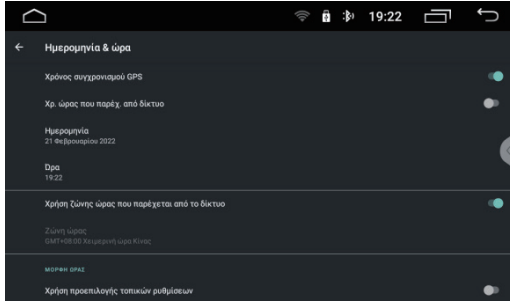 19:22
Ημερομηνία & ώρα
Χρόνος συγχρονισμού GPS
Χρ. ώρας που παρέχ. από δίκτυο
Ημερομηνία
21 Φεβρουαρίου 2022
Ώρα
19:22
Χρήση ζώνης ώρας που παρέχεται από το δίκτυο
Ζώνη ώρας
GMT+08:00 Χειμερινή ώρα Κίνας
ΜΟΡΦΗ ΩΡΑΣ
Χρήση προεπιλογής τοπικών ρυθμίσεων